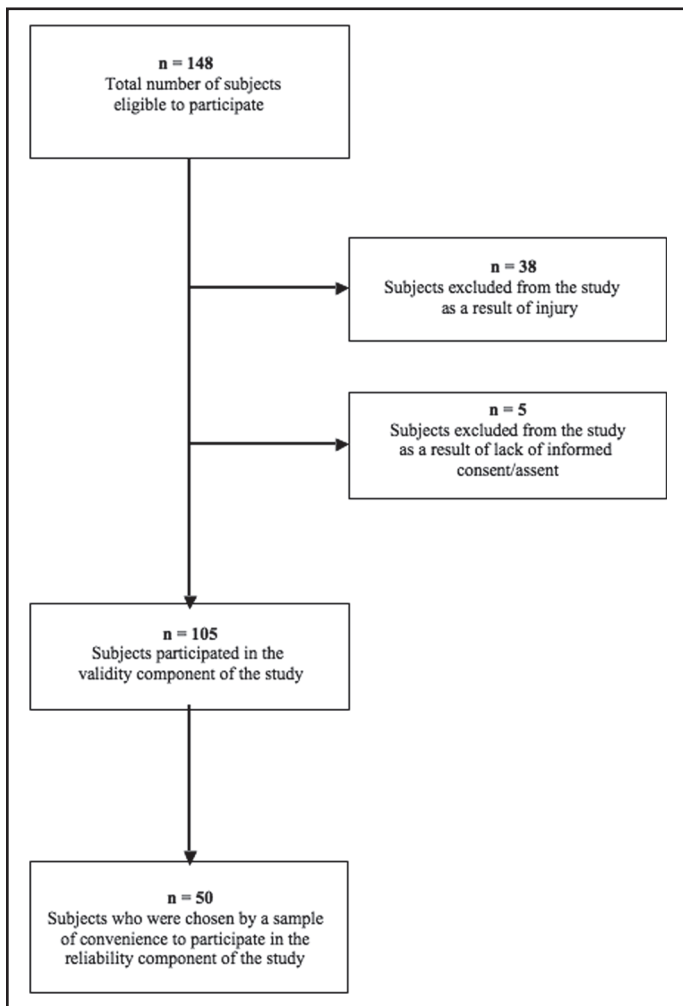 n = 148
Total number of subjects
eligible to participate
n = 38
Subjects excluded from the study
as a result of injury
n = 5
Subjects excluded from the study
as a result of lack of informed
consent/assent
n = 105
Subjects participated in the
validity component of the study
n = 50
Subjects who were chosen by a sample
of convenience to participate in the
reliability component of the study